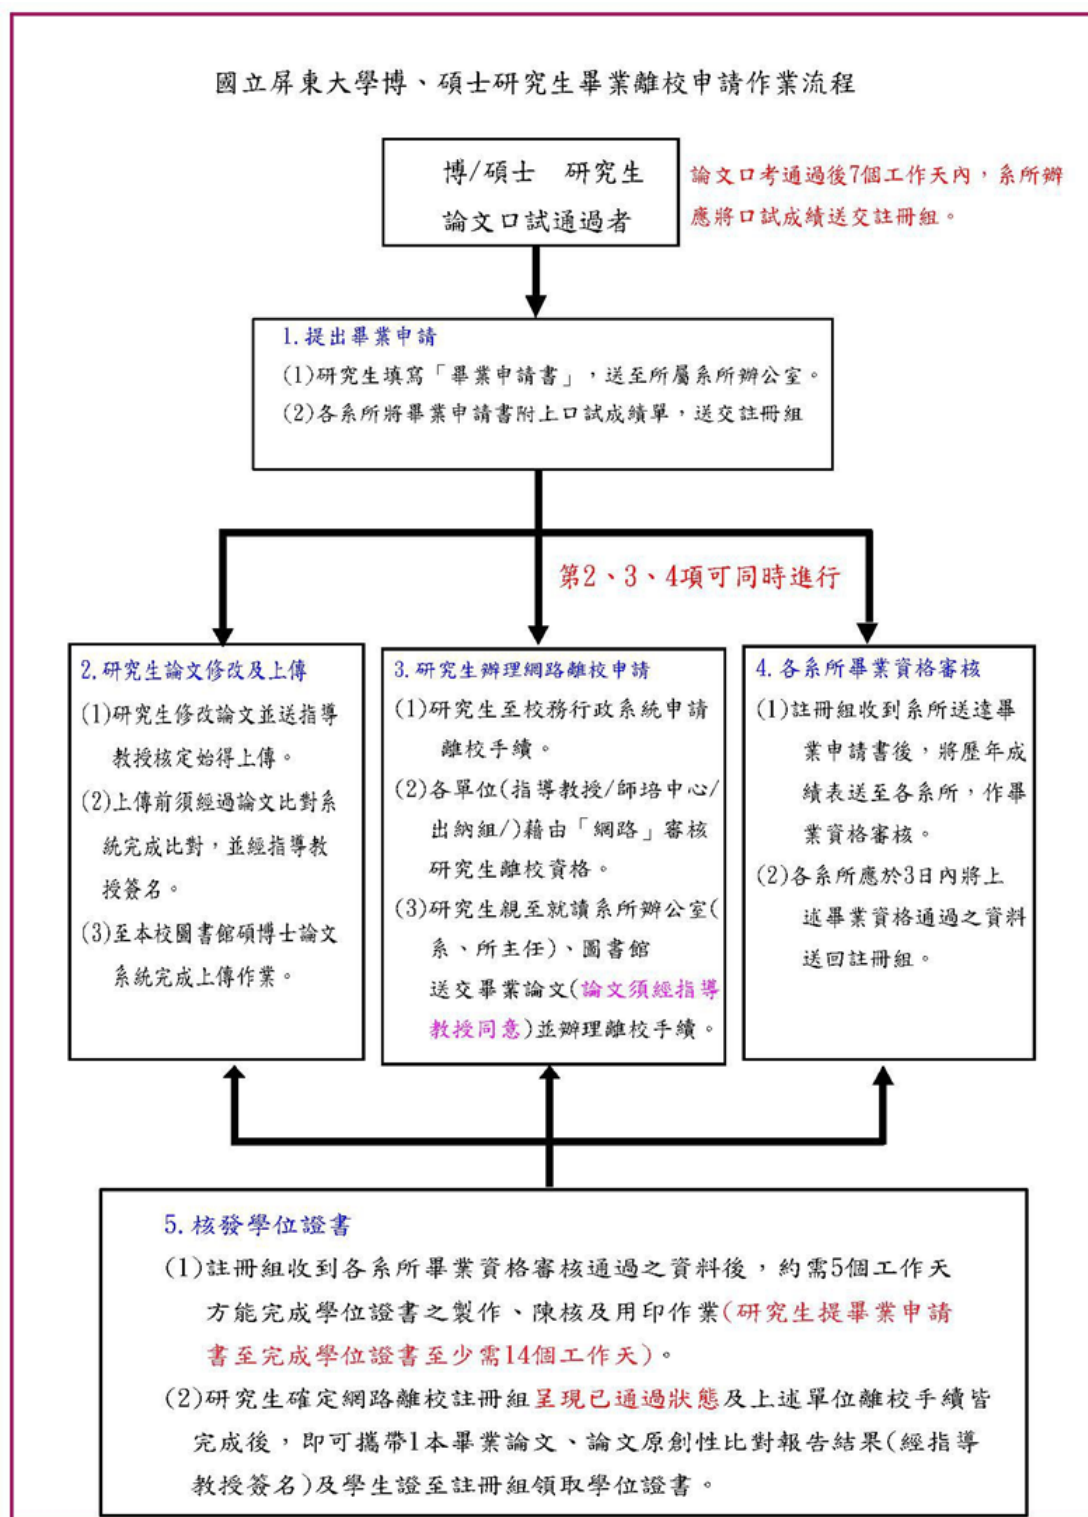 國立屏東大學博、碩士研究生畢業離校申請作業流程
博/碩士 研究生
論文口試通過者
論文口考通過後7個工作天內，系所辦
應將口試成績送交註冊組。
1.提出畢業申請
(1)研究生填寫「畢業申請書」，送至所屬系所辦公室。
(2)各系所將畢業申請書附上口試成績單，送交註冊組
第2、3、4項可同時進行
2.研究生論文修改及上傳
(1)研究生修改論文並送指導
教授核定始得上傳。
(2)上傳前須經過論文比對系
統完成比對，並經指導教
授簽名。
(3)至本校圖書館碩博士論文
系統完成上傳作業。
3.研究生辦理網路離校申請
(1)研究生至校務行政系統申請
離校手續。
(2)各單位(指導教授/師培中心/
出納組/)藉由「網路」審核
研究生離校資格。
(3)研究生親至就讀系所辦公室(
系、所主任)、圖書館
送交畢業論文(論文須經指導
教授同意)並辦理離校手續。
4.各系所畢業資格審核
(1)註冊組收到系所送達畢
業申請書後，將歷年成
績表送至各系所，作畢
業資格審核。
(2)各系所應於3日內將上
述畢業資格通過之資料
送回註冊組。
5.核發學位證書
(1)註冊組收到各系所畢業資格審核通過之資料後，約需5個工作天
方能完成學位證書之製作、陳核及用印作業(研究生提畢業申請
書至完成學位證書至少需14個工作天)。
(2)研究生確定網路離校註冊組呈現已通過狀態及上述單位離校手續皆
完成後，即可攜帶1本畢業論文、論文原創性比對報告結果(經指導
教授簽名)及學生證至註冊組領取學位證書。